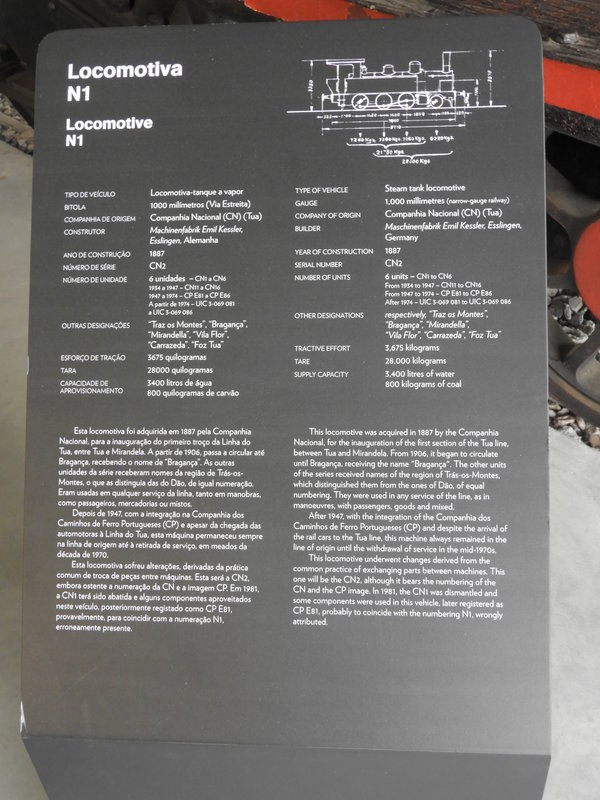 Locomotiva
N1
Locomotive
N1
TIPO DE VEÍCULO Locomotiva-tanque a vapor
BITOLA 1000 milímetros (Via Estreita)
COMPANHIA DE ORIGEM Companhia Nacional (CN) (Tua)
CONSTRUTOR Machinenfabrik Emil Kessler,
Esslingen, Alemanha
ANO DE CONSTRUÇÃO 1887
NÚMERO DE SÉRIE CN2
NÚMERO DE UNIDADE 6 unidades – CN1 a CN6
1934 a 1947 – CN11 a CN16
1947 a 1974 – CP E81 a CP E86
A partir de 1974 – UIC 3-069 081
a UIC 3-069 086
OUTRAS DESIGNAÇÕES "Traz os Montes", "Bragança",
"Mirandella", "Vila Flor",
"Carrazeda", "Foz Tua"
ESFORÇO DE TRAÇÃO 3675 quilogramas
TARA 28000 quilogramas
CAPACIDADE DE
APROVISIONAMENTO 3400 litros de água
800 quilogramas de carvão
TYPE OF VEHICLE Steam tank locomotive
GAUGE 1,000 millimetres (narrow-gauge railway)
COMPANY OF ORIGIN Companhia Nacional (CN) (Tua)
BUILDER Maschinenfabrik Emil Kessler, Esslingen,
Germany
YEAR OF CONSTRUCTION 1887
SERIAL NUMBER CN2
NUMBER OF UNITS 6 units – CN1 to CN6
From 1934 to 1947 – CN11 to CN16
From 1947 to 1974 – CP E81 to CP E86
After 1974 – UIC 3-069 081 to UIC 3-069 086
OTHER DESIGNATIONS respectively, "Traz os Montes",
"Bragança", "Mirandella",
"Vila Flor", "Carrazeda", "Foz Tua"
TRACTIVE EFFORT 3,675 kilograms
TARE 28,000 kilograms
SUPPLY CAPACITY 3,400 litres of water
800 kilograms of coal
Esta locomotiva foi adquirida em 1887 pela Companhia
Nacional, para a inauguração do primeiro troço da Linha do
Tua, entre Tua e Mirandela. A partir de 1906, passa a circular até
Bragança, recebendo o nome de "Bragança". As outras
unidades da série receberam nomes da região de Trás-os-
Montes, o que as distinguia das do Dão, de igual numeração.
Eram usadas em qualquer serviço da linha, tanto em manobras,
como passageiros, mercadorias ou mistos.
Depois de 1947, com a integração na Companhia dos
Caminhos de Ferro Portugueses (CP) e apesar da chegada das
automotoras à Linha do Tua, esta máquina permaneceu sempre
na linha de origem até à retirada de serviço, em meados da
década de 1970.
Esta locomotiva sofreu alterações, derivadas da prática
comum de troca de peças entre máquinas. Esta será a CN2,
embora ostente a numeração da CN e a imagem CP. Em 1981,
a CN1 terá sido abatida e alguns componentes aproveitados
neste veículo, posteriormente registado como CP E81,
provavelmente, para coincidir com a numeração N1,
erroneamente presente.
This locomotive was acquired in 1887 by the Companhia
Nacional, for the inauguration of the first section of the Tua line,
between Tua and Mirandela. From 1906, it began to circulate
until Bragança, receiving the name "Bragança". The other units
of the series received names of the region of Trás-os-Montes,
which distinguished them from the ones of Dão, of equal
numbering. They were used in any service of the line, as in
manoeuvres, with passengers, goods and mixed.
After 1947, with the integration of the Companhia dos
Caminhos de Ferro Portugueses (CP) and despite the arrival of
the rail cars to the Tua line, this machine always remained in the
line of origin until the withdrawal of service in the mid-1970s.
This locomotive underwent changes derived from the
common practice of exchanging parts between machines. This
one will be the CN2, although it bears the numbering of the
CN and the CP image. In 1981, the CN1 was dismantled and
some components were used in this vehicle, later registered as
CP E81, probably to coincide with the numbering N1, wrongly
attributed.